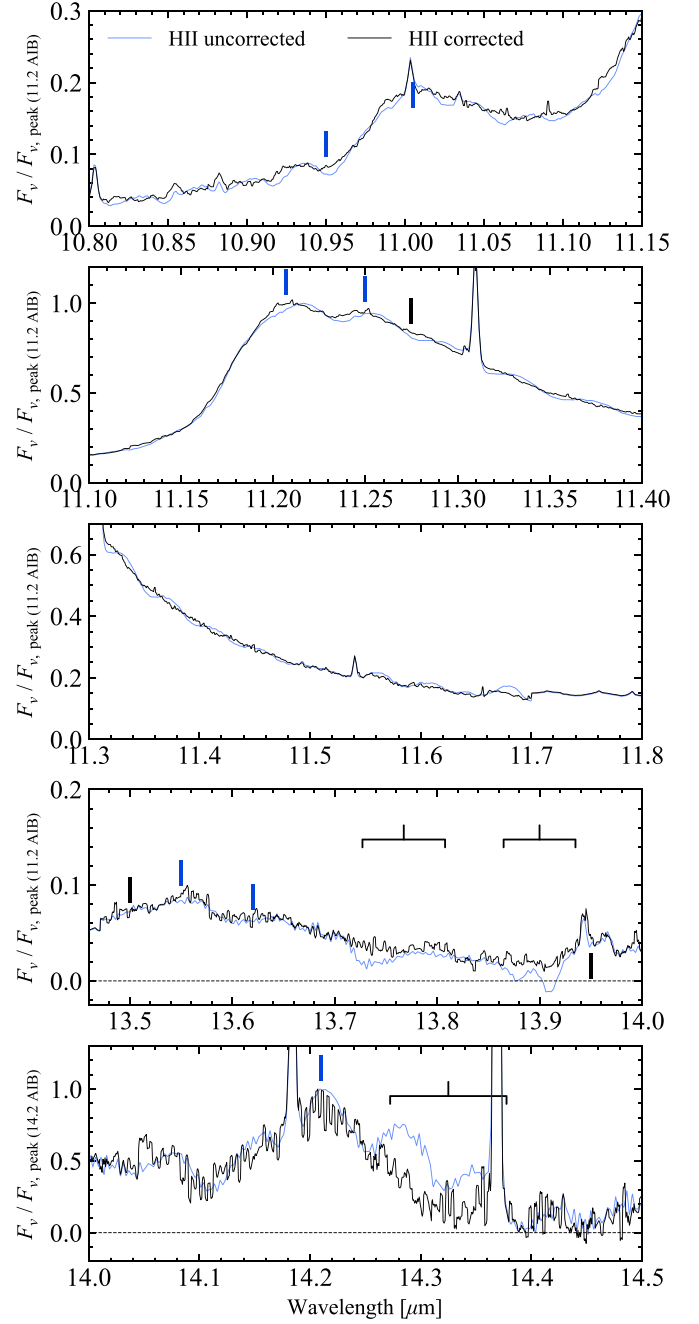 HII uncorrected HII corrected
0.3
0.2
0.1
0.0
F_ν / F_ν, peak (11.2 AIB)
10.80 10.85 10.90 10.95 11.00 11.05 11.10 11.15
1.0
0.5
0.0
F_ν / F_ν, peak (11.2 AIB)
11.10 11.15 11.20 11.25 11.30 11.35 11.40
0.6
0.4
0.2
0.0
F_ν / F_ν, peak (11.2 AIB)
11.3 11.4 11.5 11.6 11.7 11.8
0.2
0.1
0.0
F_ν / F_ν, peak (11.2 AIB)
13.5 13.6 13.7 13.8 13.9 14.0
1.0
0.5
0.0
F_ν / F_ν, peak (14.2 AIB)
14.0 14.1 14.2 14.3 14.4 14.5
Wavelength [μm]